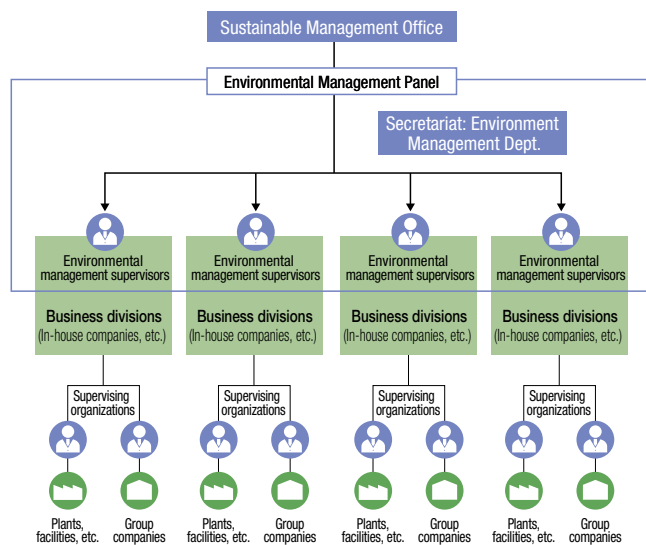 Sustainable Management Office
Environmental Management Panel
Secretariat: Environment
Management Dept.
Environmental
management supervisors
Business divisions
(In-house companies, etc.)
Supervising
organizations
Plants,
facilities, etc.
Group
companies
Environmental
management supervisors
Business divisions
(In-house companies, etc.)
Supervising
organizations
Plants,
facilities, etc.
Group
companies
Environmental
management supervisors
Business divisions
(In-house companies, etc.)
Supervising
organizations
Plants,
facilities, etc.
Group
companies
Environmental
management supervisors
Business divisions
(In-house companies, etc.)
Supervising
organizations
Plants,
facilities, etc.
Group
companies